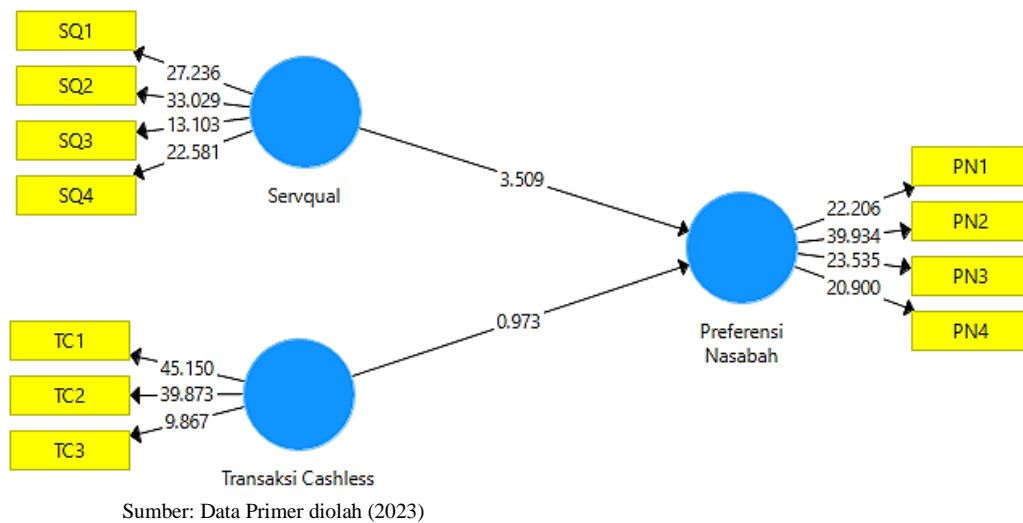 SQ1
27.236
SQ2
33.029
SQ3
13.103
SQ4
22.581
Servqual
3.509
PN1
22.206
PN2
39.934
PN3
23.535
PN4
20.900
Preferensi
Nasabah
0.973
TC1
45.150
TC2
39.873
TC3
9.867
Transaksi Cashless
Sumber: Data Primer diolah (2023)